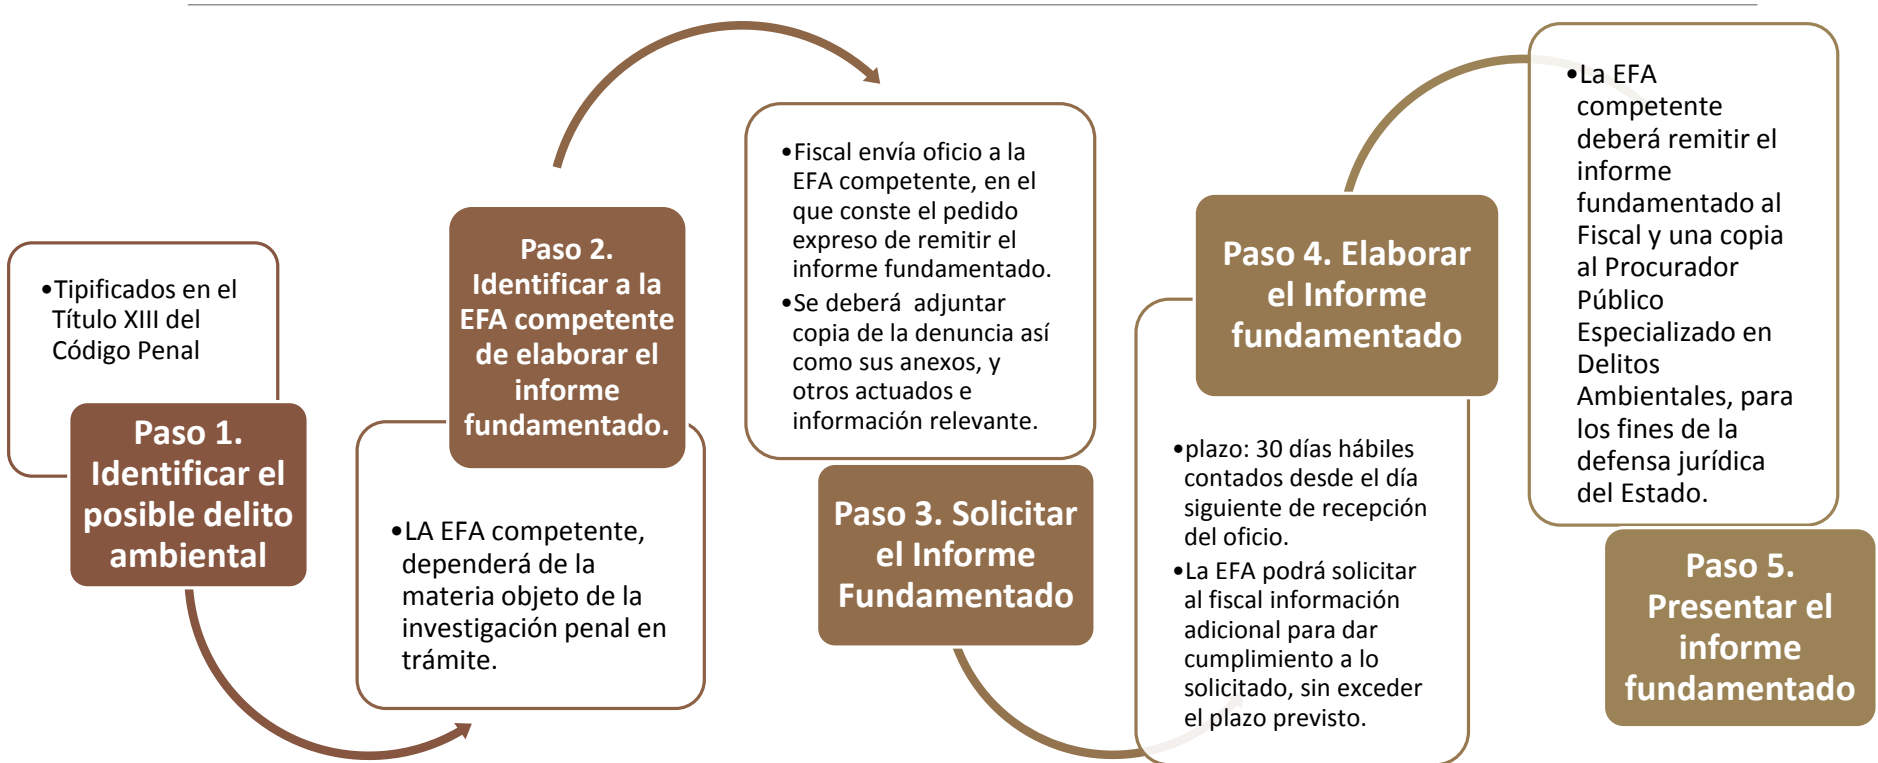 •Tipificados en el
Título XIII del
Código Penal
Paso 1.
Identificar el
posible delito
ambiental
Paso 2.
Identificar a la
EFA competente
de elaborar el
informe
fundamentado.
•LA EFA competente,
dependerá de la
materia objeto de la
investigación penal en
trámite.
•Fiscal envía oficio a la
EFA competente, en el
que conste el pedido
expreso de remitir el
informe fundamentado.
•Se deberá adjuntar
copia de la denuncia así
como sus anexos, y
otros actuados e
información relevante.
Paso 3. Solicitar
el Informe
Fundamentado
Paso 4. Elaborar
el Informe
fundamentado
•plazo: 30 días hábiles
contados desde el día
siguiente de recepción
del oficio.
•La EFA podrá solicitar
al fiscal información
adicional para dar
cumplimiento a lo
solicitado, sin exceder
el plazo previsto.
•La EFA
competente
deberá remitir el
informe
fundamentado al
Fiscal y una copia
al Procurador
Público
Especializado en
Delitos
Ambientales, para
los fines de la
defensa jurídica
del Estado.
Paso 5.
Presentar el
informe
fundamentado